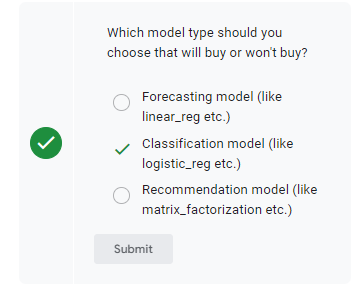 Which model type should you
choose that will buy or won't buy?
Forecasting model (like
linear_reg etc.)
Classification model (like
logistic_reg etc.)
Recommendation model (like
matrix_factorization etc.)
Submit